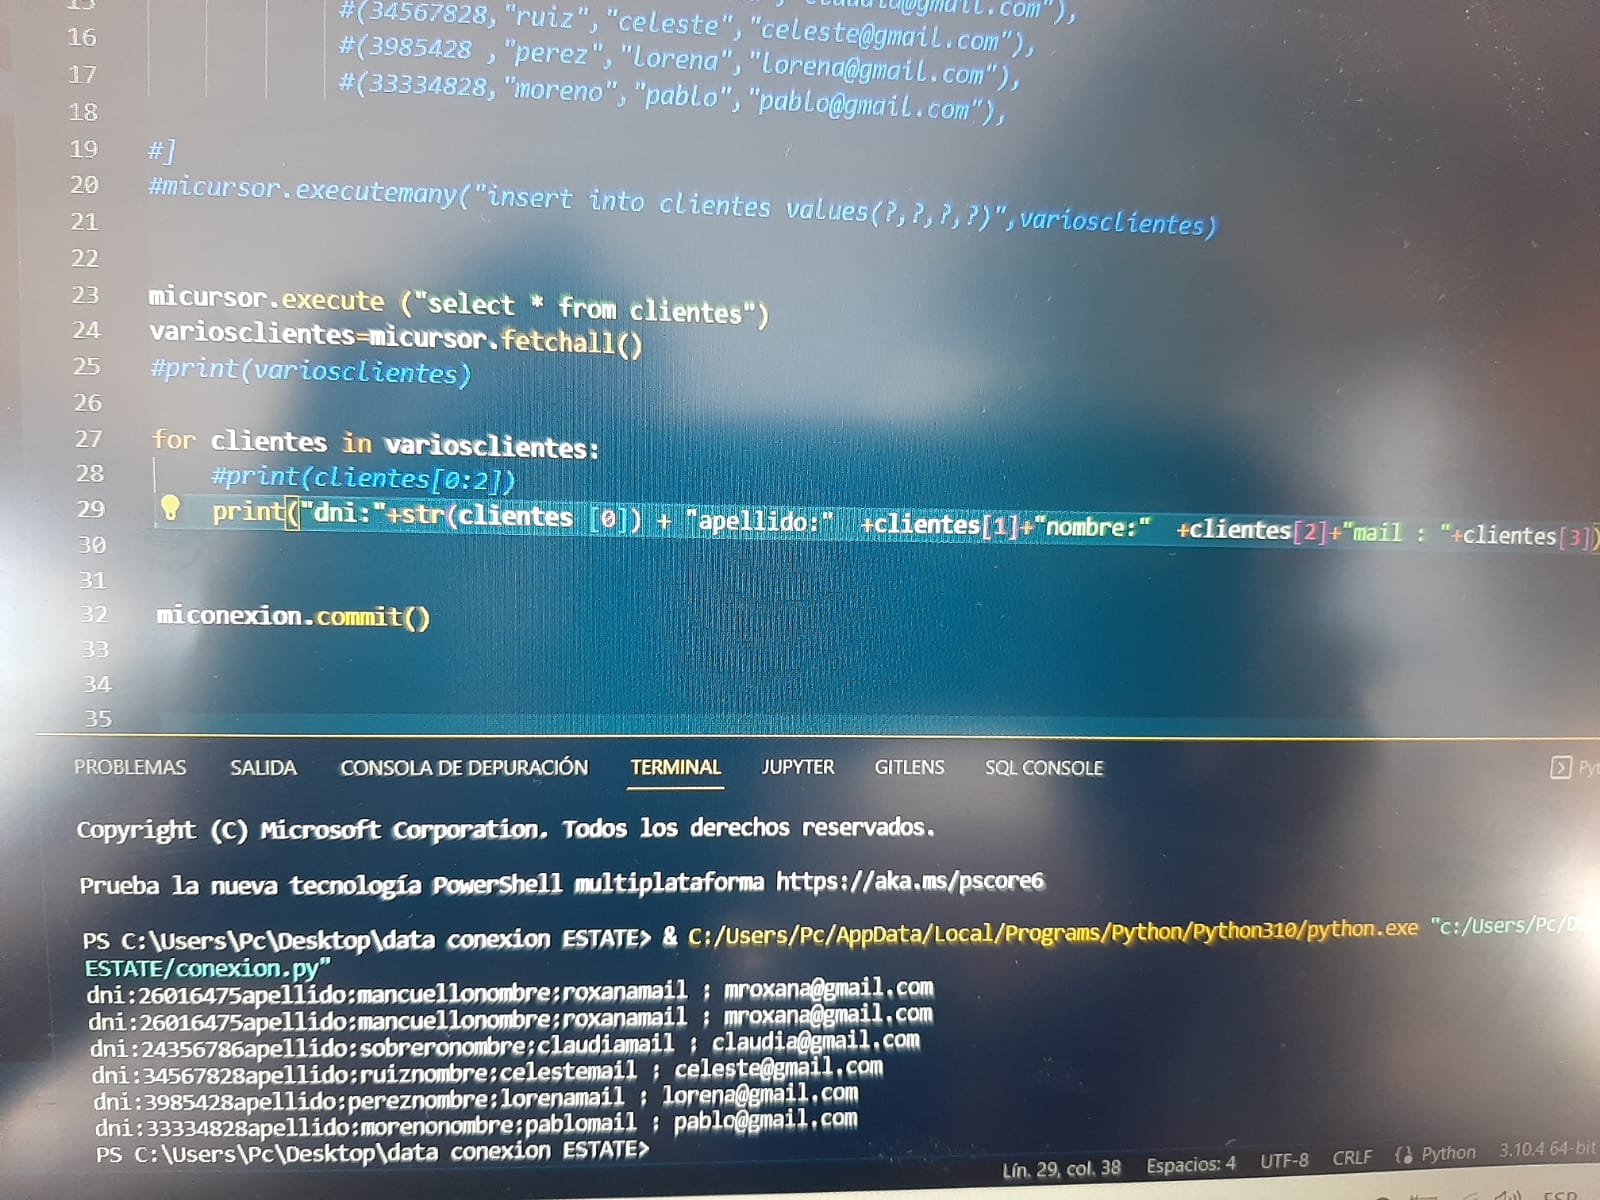 15
16 #(34567828,"ruiz","celeste","celeste@gmail.com"),
17 #(3985428 ,"perez","lorena","lorena@gmail.com"),
18 #(33334828,"moreno","pablo","pablo@gmail.com"),
19 #]
20 #micursor.executemany("insert into clientes values(?,?,?,?)",variosclientes)
21
22
23 micursor.execute ("select * from clientes")
24 variosclientes=micursor.fetchall()
25 #print(variosclientes)
26
27 for clientes in variosclientes:
28 #print(clientes[0:2])
29 print("dni:"+str(clientes [0]) + "apellido:" +clientes[1]+"nombre:" +clientes[2]+"mail : "+clientes[3])
30
31
32 miconexion.commit()
33
34
35
PROBLEMAS SALIDA CONSOLA DE DEPURACIÓN TERMINAL JUPYTER GITLENS SQL CONSOLE
Copyright (C) Microsoft Corporation. Todos los derechos reservados.
Prueba la nueva tecnología PowerShell multiplataforma https://aka.ms/pscore6
PS C:\Users\Pc\Desktop\data conexion ESTATE> & C:/Users/Pc/AppData/Local/Programs/Python/Python310/python.exe "c:/Users/Pc/
ESTATE/conexion.py"
dni:26016475apellido:mancuellonombre:roxanamail : mroxana@gmail.com
dni:26016475apellido:mancuellonombre:roxanamail : mroxana@gmail.com
dni:24356786apellido:sobreronombre:claudiamail : claudia@gmail.com
dni:34567828apellido:ruiznombre:celestemail : celeste@gmail.com
dni:3985428apellido:pereznombre:lorenamail : lorena@gmail.com
dni:33334828apellido:morenonombre:pablomail : pablo@gmail.com
PS C:\Users\Pc\Desktop\data conexion ESTATE>
Lín. 29, col. 38 Espacios: 4 UTF-8 CRLF Python 3.10.4 64-bit
ESP